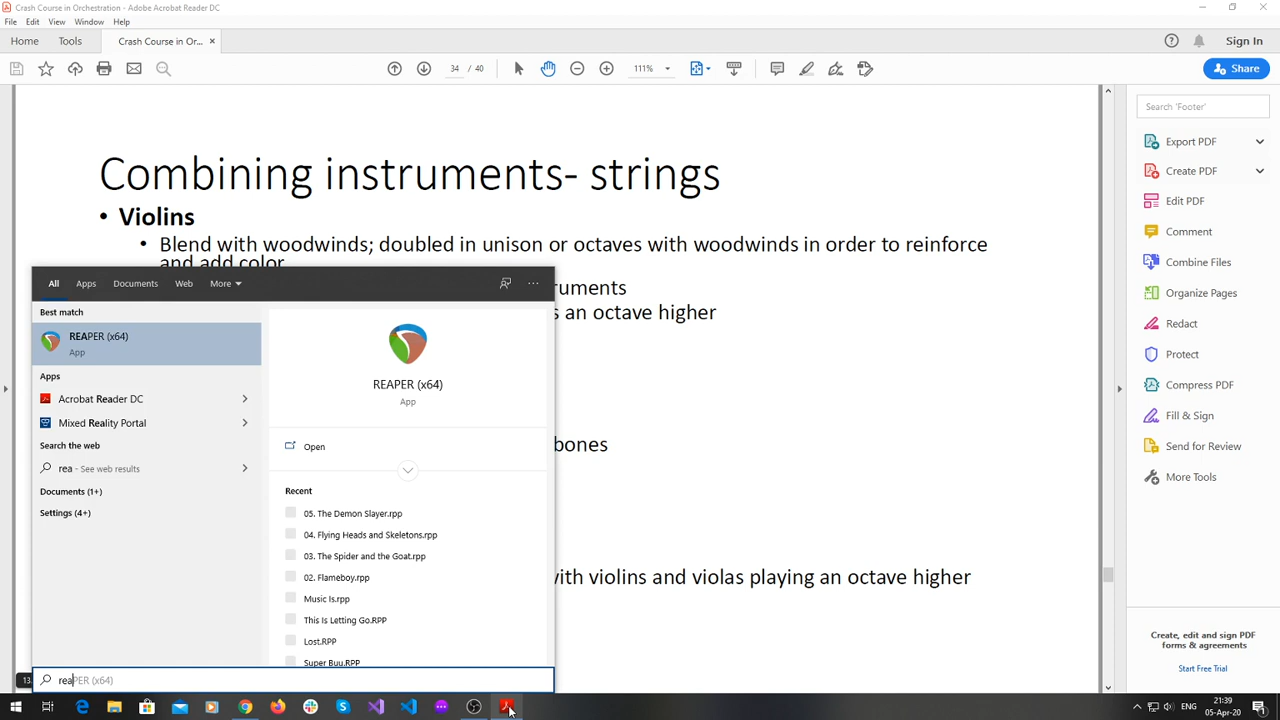 Crash Course in Orchestration - Adobe Acrobat Reader DC
File Edit View Window Help
Home Tools Crash Course in Or... × Sign In
34 / 40 111% Share
Combining instruments- strings
• Violins
• Blend with woodwinds; doubled in unison or octaves with woodwinds in order to reinforce
and add color
uments
s an octave higher
bones
with violins and violas playing an octave higher
Search 'Footer'
Export PDF
Create PDF
Edit PDF
Comment
Combine Files
Organize Pages
Redact
Protect
Compress PDF
Fill & Sign
Send for Review
More Tools
Create, edit and sign PDF
forms & agreements
Start Free Trial
All Apps Documents Web More
Best match
REAPER (x64)
App
Apps
Acrobat Reader DC
Mixed Reality Portal
Search the web
rea - See web results
Documents (1+)
Settings (4+)
REAPER (x64)
App
Open
Recent
05. The Demon Slayer.rpp
04. Flying Heads and Skeletons.rpp
03. The Spider and the Goat.rpp
02. Flameboy.rpp
Music Is.rpp
This Is Letting Go.RPP
Lost.RPP
Super Buu.RPP
13.
reaPER (x64)
ENG
21:39
05-Apr-20
1